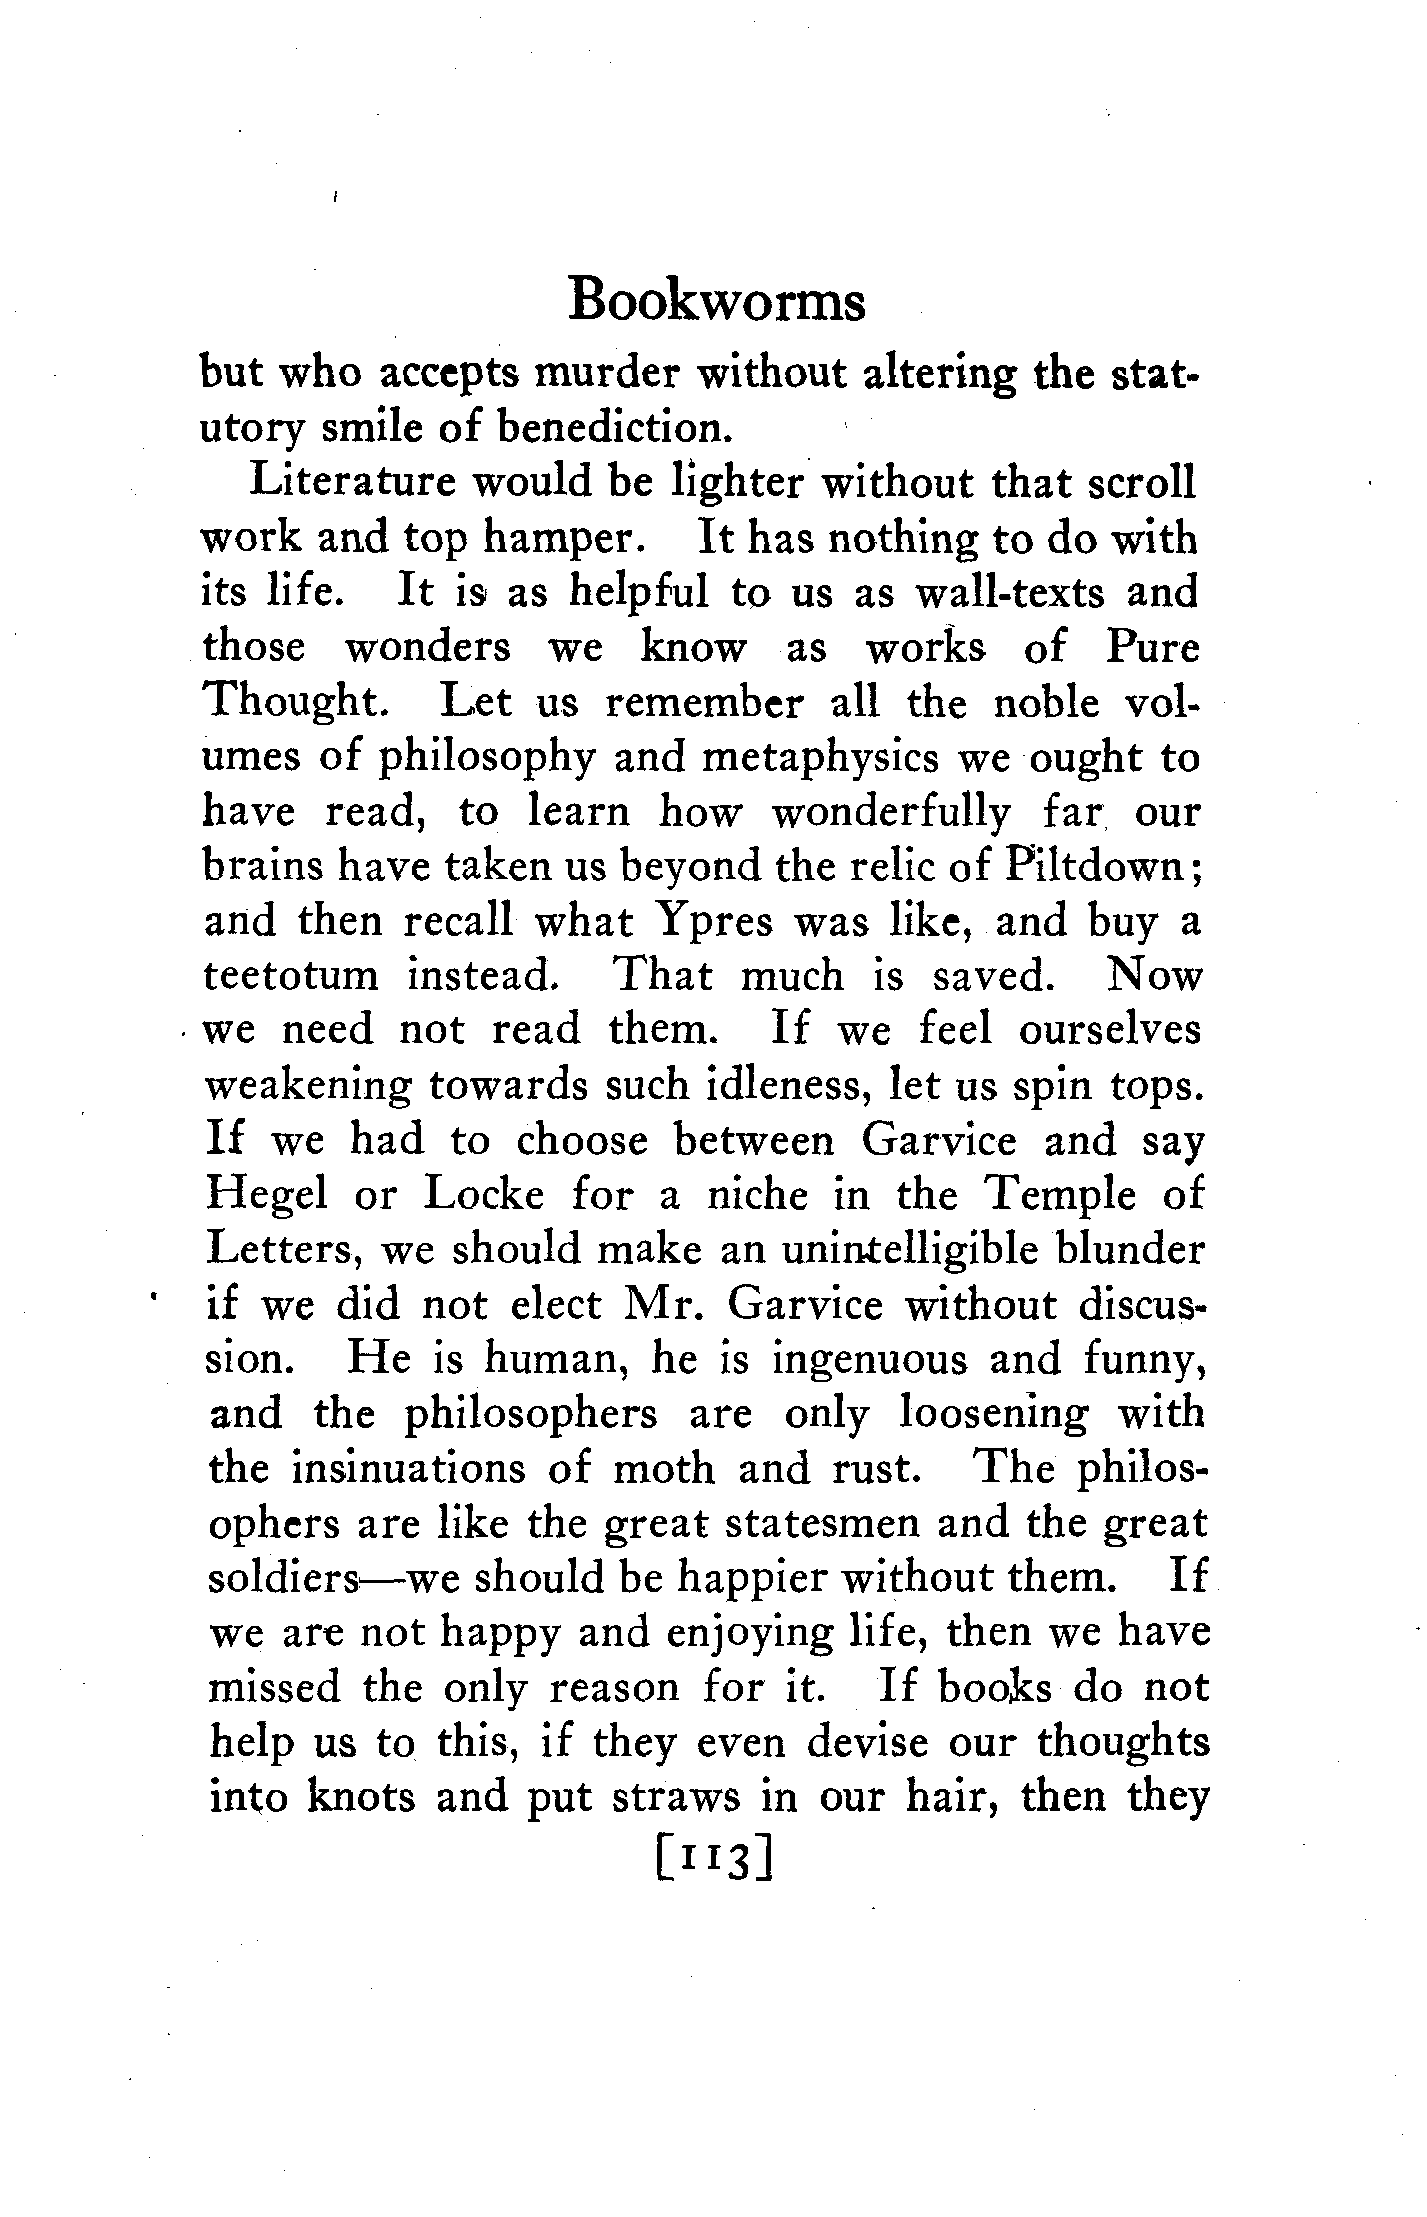 Bookworms
but who accepts murder without altering the stat-
utory smile of benediction.
Literature would be lighter without that scroll
work and top hamper. It has nothing to do with
its life. It is as helpful to us as wall-texts and
those wonders we know as works of Pure
Thought. Let us remember all the noble vol-
umes of philosophy and metaphysics we ought to
have read, to learn how wonderfully far our
brains have taken us beyond the relic of Piltdown;
and then recall what Ypres was like, and buy a
teetotum instead. That much is saved. Now
we need not read them. If we feel ourselves
weakening towards such idleness, let us spin tops.
If we had to choose between Garvice and say
Hegel or Locke for a niche in the Temple of
Letters, we should make an unintelligible blunder
if we did not elect Mr. Garvice without discus-
sion. He is human, he is ingenuous and funny,
and the philosophers are only loosening with
the insinuations of moth and rust. The philos-
ophers are like the great statesmen and the great
soldiers—we should be happier without them. If
we are not happy and enjoying life, then we have
missed the only reason for it. If books do not
help us to this, if they even devise our thoughts
into knots and put straws in our hair, then they
[113]